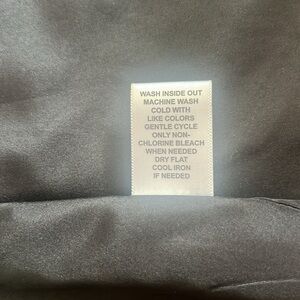 WASH INSIDE OUT
MACHINE WASH
COLD WITH
LIKE COLORS
GENTLE CYCLE
ONLY NON-
CHLORINE BLEACH
WHEN NEEDED
DRY FLAT
COOL IRON
IF NEEDED